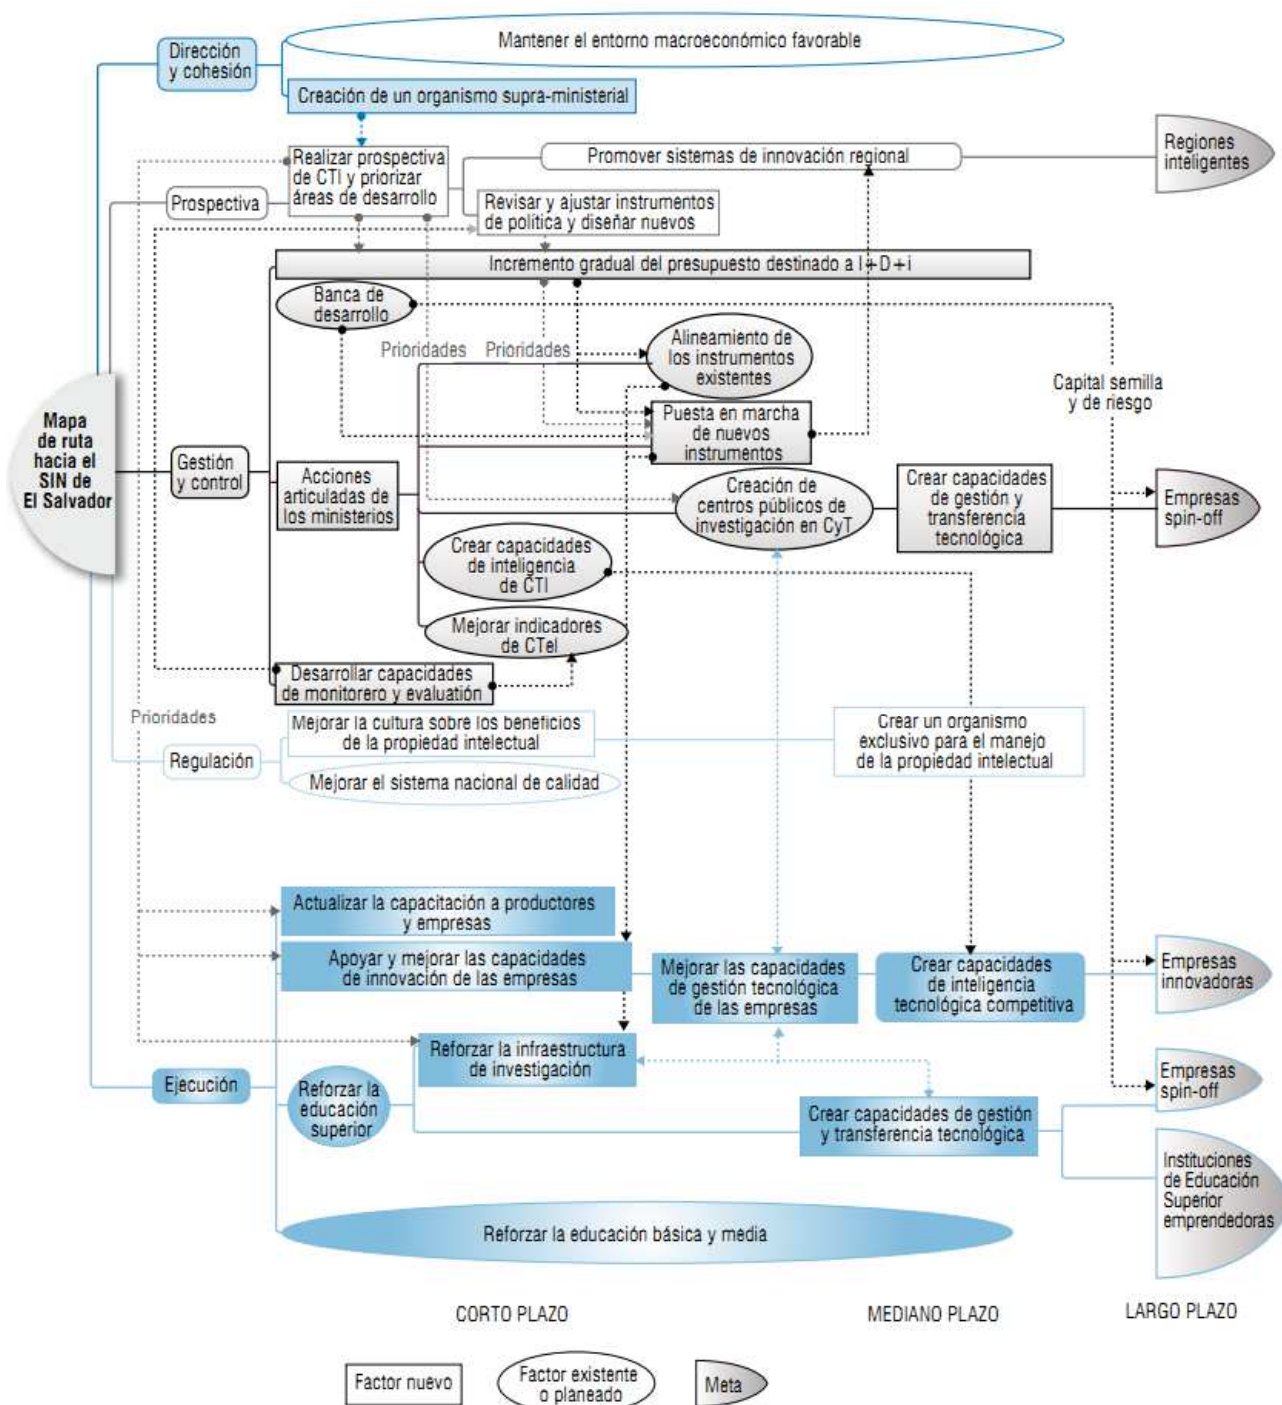 Dirección
y cohesión
Mantener el entorno macroeconómico favorable
Creación de un organismo supra-ministerial
Realizar prospectiva
de CTI y priorizar
áreas de desarrollo
Promover sistemas de innovación regional
Regiones
inteligentes
Prospectiva
Revisar y ajustar instrumentos
de política y diseñar nuevos
Incremento gradual del presupuesto destinado a I+D+i
Banca de
desarrollo
Prioridades
Prioridades
Alineamiento de
los instrumentos
existentes
Capital semilla
y de riesgo
Mapa
de ruta
hacia el
SIN de
El Salvador
Puesta en marcha
de nuevos
instrumentos
Gestión
y control
Acciones
articuladas de
los ministerios
Creación de
centros públicos de
investigación en CyT
Crear capacidades
de gestión y
transferencia
tecnológica
Empresas
spin-off
Crear capacidades
de inteligencia
de CTI
Mejorar indicadores
de CTeI
Desarrollar capacidades
de monitorero y evaluatión
Prioridades
Mejorar la cultura sobre los beneficios
de la propiedad intelectual
Crear un organismo
exclusivo para el manejo
de la propiedad intelectual
Regulación
Mejorar el sistema nacional de calidad
Actualizar la capacitación a productores
y empresas
Apoyar y mejorar las capacidades
de innovación de las empresas
Mejorar las capacidades
de gestión tecnológica
de las empresas
Crear capacidades
de inteligencia
tecnológica competitiva
Empresas
innovadoras
Reforzar la infraestructura
de investigación
Ejecución
Reforzar la
educación
superior
Empresas
spin-off
Crear capacidades de gestión
y transferencia tecnológica
Instituciones
de Educación
Superior
emprendedoras
Reforzar la educación básica y media
CORTO PLAZO
MEDIANO PLAZO
LARGO PLAZO
Factor nuevo
Factor existente
o planeado
Meta